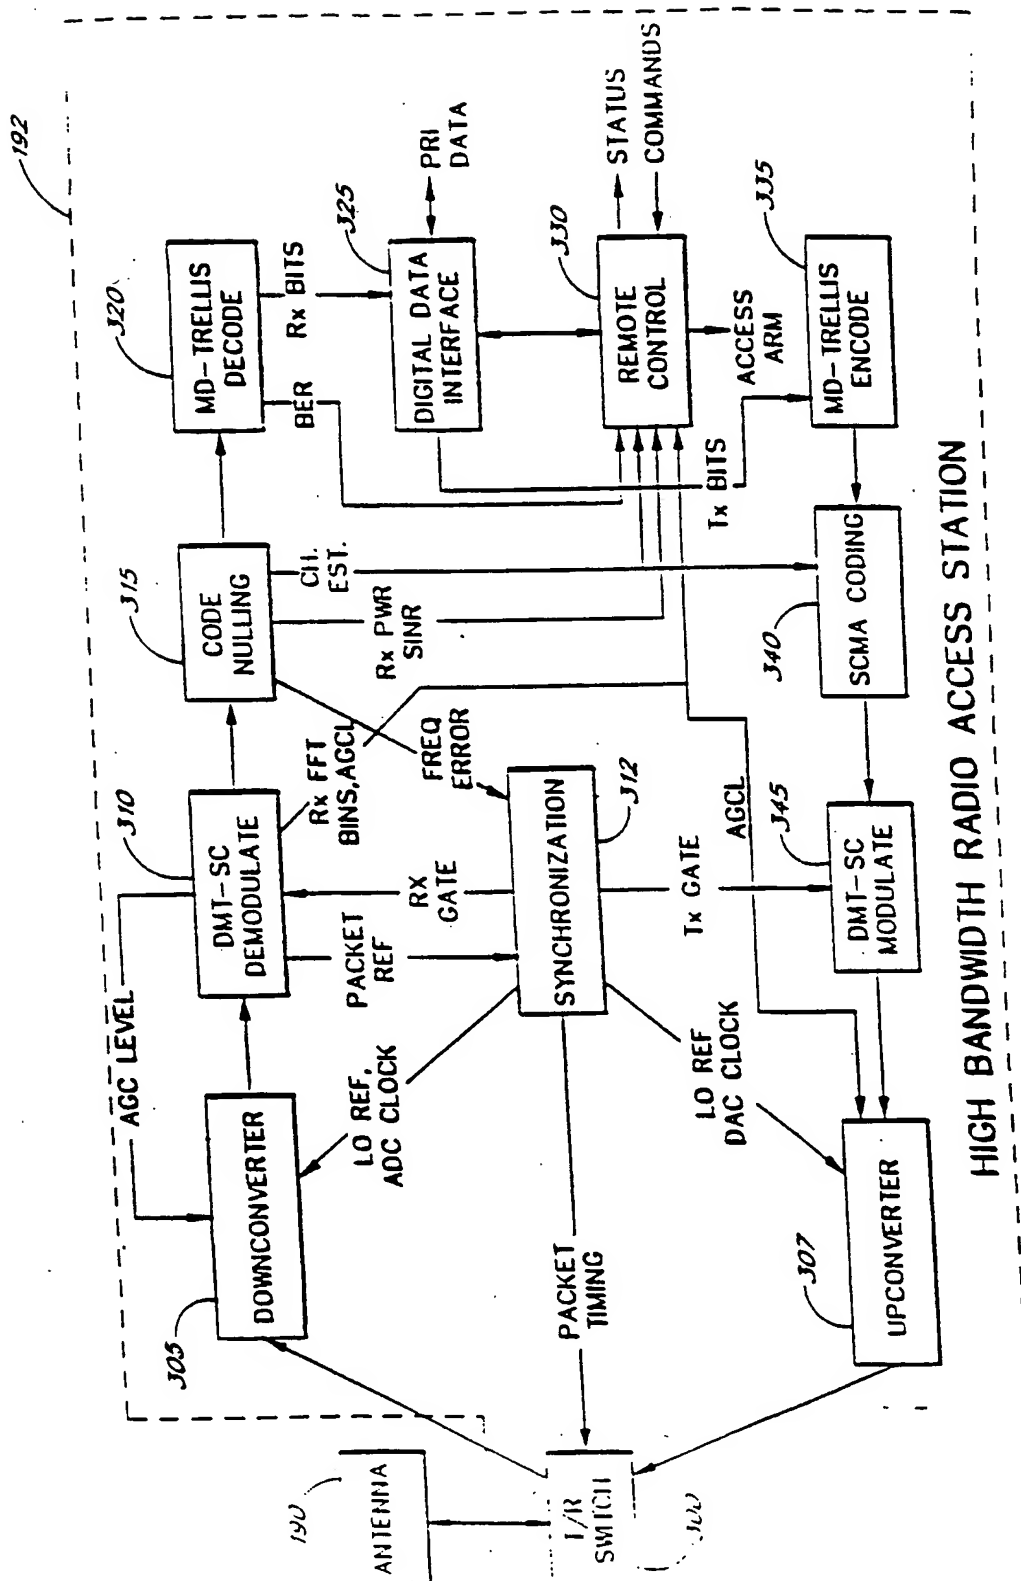 192
320
MD-TRELLIS
DECODE
BER
Rx BITS
325
DIGITAL DATA
INTERFACE
PRI
DATA
330
REMOTE
CONTROL
STATUS
COMMANDS
ACCESS
ARM
335
MD-TRELLIS
ENCODE
Tx BITS
315
CODE
NULLING
CH.
EST.
Rx PWR
SINR
FREQ
ERROR
340
SCMA CODING
310
DMT-SC
DEMODULATE
Rx FFT
BINS, AGCL
RX
GATE
PACKET
REF
312
SYNCHRONIZATION
Tx GATE
AGCL
345
DMT-SC
MODULATE
AGC LEVEL
305
DOWNCONVERTER
LO REF,
ADC CLOCK
LO REF
DAC CLOCK
PACKET
TIMING
307
UPCONVERTER
190
ANTENNA
T/R
SWITCH
300
HIGH BANDWIDTH RADIO ACCESS STATION